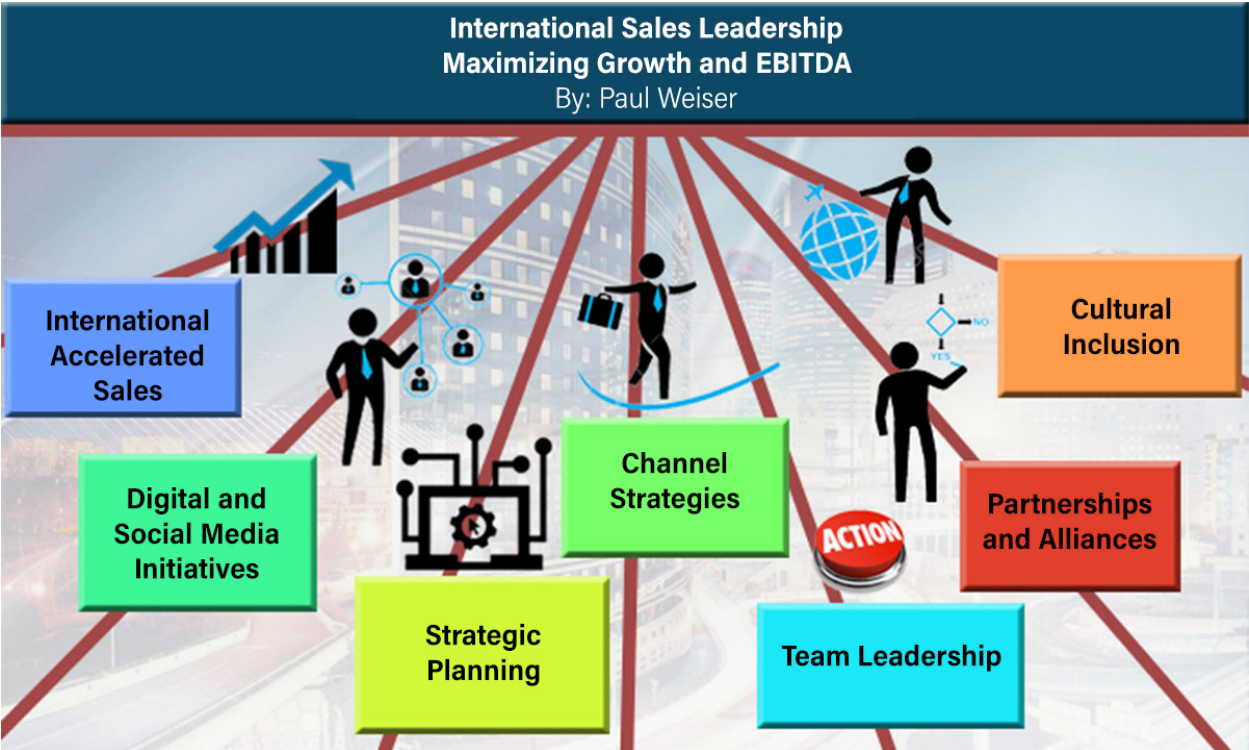 International Sales Leadership
Maximizing Growth and EBITDA
By: Paul Weiser
International
Accelerated
Sales
Digital and
Social Media
Initiatives
Strategic
Planning
Channel
Strategies
ACTION
Team Leadership
NO
YES
Partnerships
and Alliances
Cultural
Inclusion